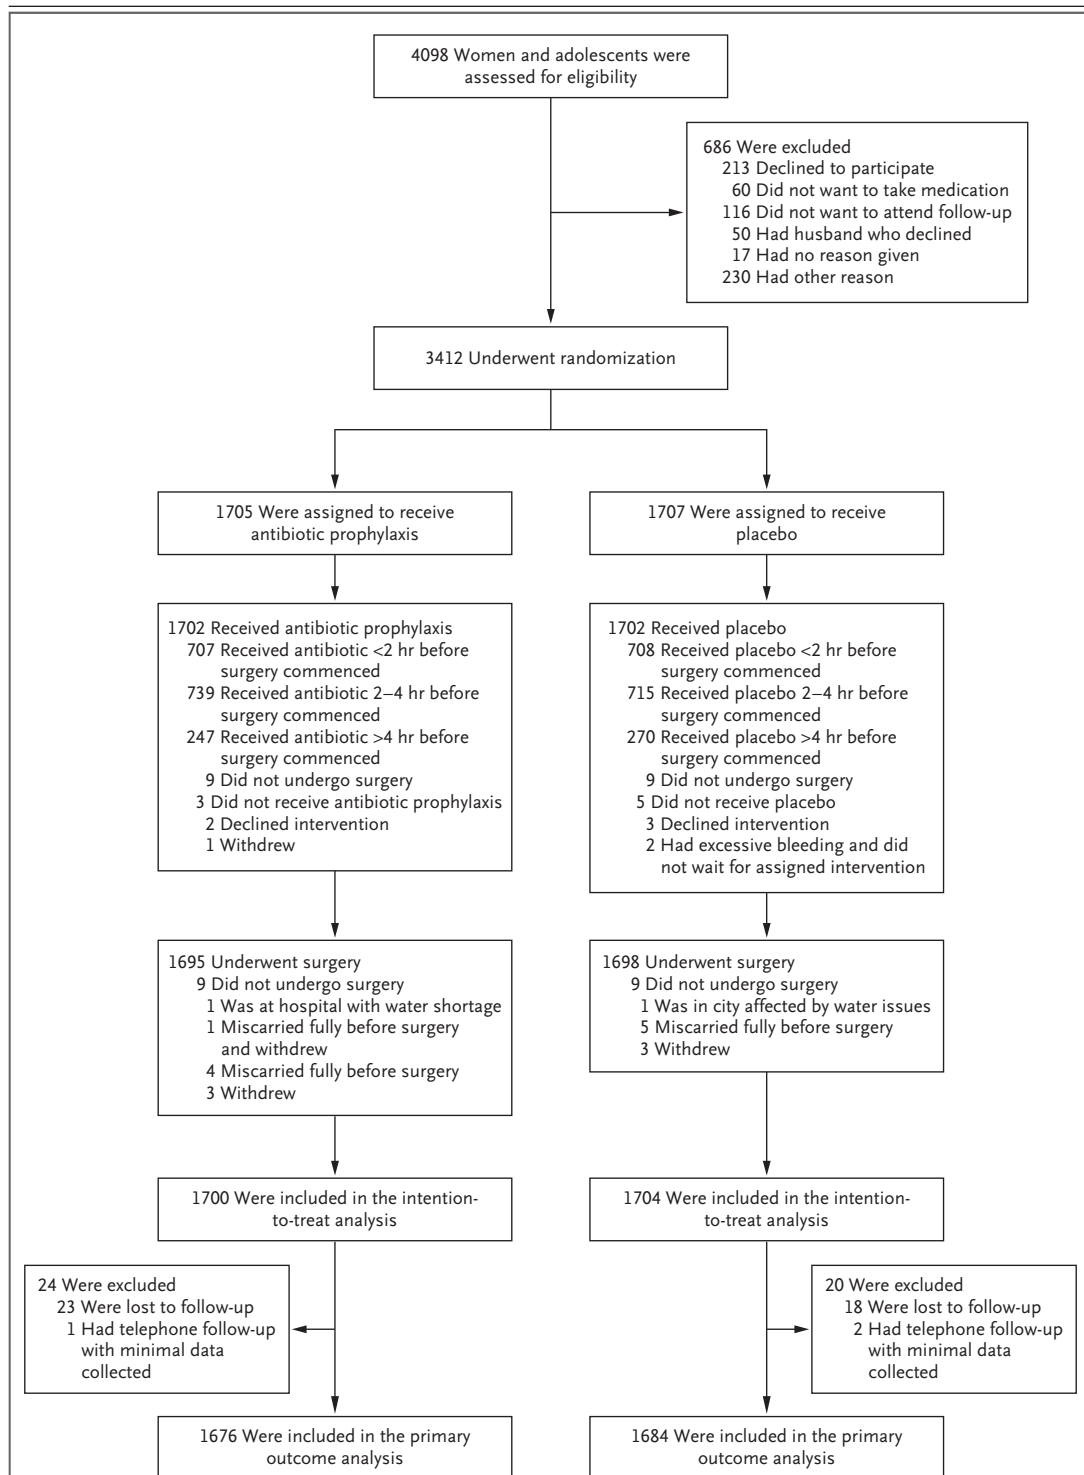 4098 Women and adolescents were
assessed for eligibility
686 Were excluded
213 Declined to participate
60 Did not want to take medication
116 Did not want to attend follow-up
50 Had husband who declined
17 Had no reason given
230 Had other reason
3412 Underwent randomization
1705 Were assigned to receive
antibiotic prophylaxis
1707 Were assigned to receive
placebo
1702 Received antibiotic prophylaxis
707 Received antibiotic <2 hr before
surgery commenced
739 Received antibiotic 2–4 hr before
surgery commenced
247 Received antibiotic >4 hr before
surgery commenced
9 Did not undergo surgery
3 Did not receive antibiotic prophylaxis
2 Declined intervention
1 Withdrew
1702 Received placebo
708 Received placebo <2 hr before
surgery commenced
715 Received placebo 2–4 hr before
surgery commenced
270 Received placebo >4 hr before
surgery commenced
9 Did not undergo surgery
5 Did not receive placebo
3 Declined intervention
2 Had excessive bleeding and did
not wait for assigned intervention
1695 Underwent surgery
9 Did not undergo surgery
1 Was at hospital with water shortage
1 Miscarried fully before surgery
and withdrew
4 Miscarried fully before surgery
3 Withdrew
1698 Underwent surgery
9 Did not undergo surgery
1 Was in city affected by water issues
5 Miscarried fully before surgery
3 Withdrew
1700 Were included in the intention-
to-treat analysis
1704 Were included in the intention-
to-treat analysis
24 Were excluded
23 Were lost to follow-up
1 Had telephone follow-up
with minimal data
collected
20 Were excluded
18 Were lost to follow-up
2 Had telephone follow-up
with minimal data
collected
1676 Were included in the primary
outcome analysis
1684 Were included in the primary
outcome analysis